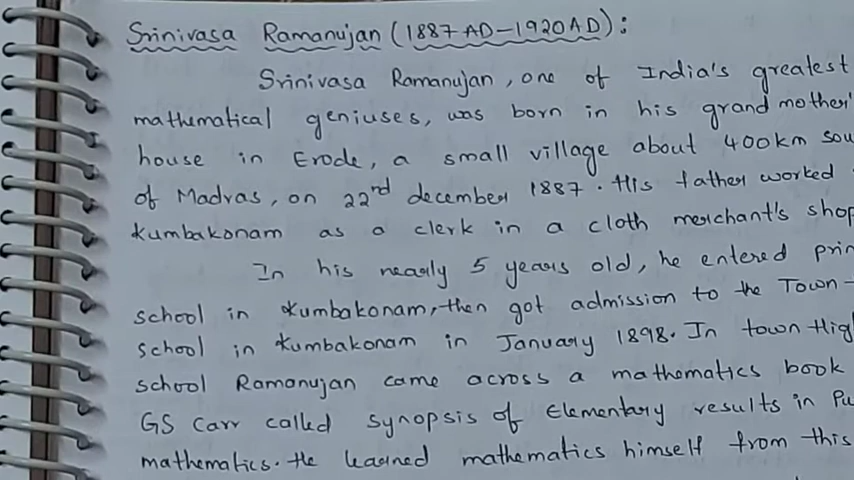 Srinivasa Ramanujan (1887 AD-1920 AD):
Srinivasa Ramanujan, one of India's greatest
mathematical geniuses, was born in his grand mother's
house in Erode, a small village about 400km sou
of Madras, on 22nd december 1887. His father worked
Kumbakonam as a clerk in a cloth merchant's shop
In his nearly 5 years old, he entered prim
school in Kumbakonam, then got admission to the Town-
school in Kumbakonam in January 1898. In town Hig
school Ramanujan came across a mathematics book
GS Carr called synopsis of Elementary results in Pu
mathematics. He learned mathematics himself from this